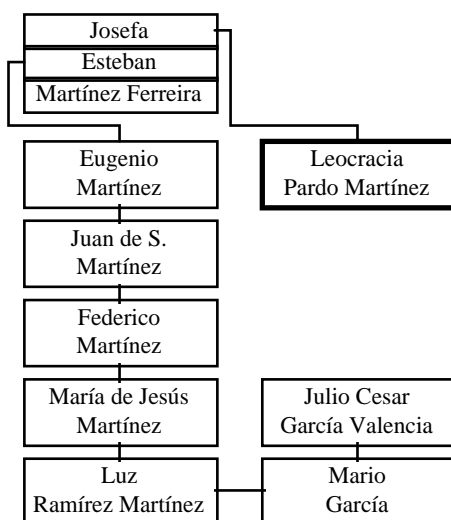 Josefa
Esteban
Martínez Ferreira
Eugenio
Martínez
Leocracia
Pardo Martínez
Juan de S.
Martínez
Federico
Martínez
María de Jesús
Martínez
Julio Cesar
García Valencia
Luz
Ramírez Martínez
Mario
García